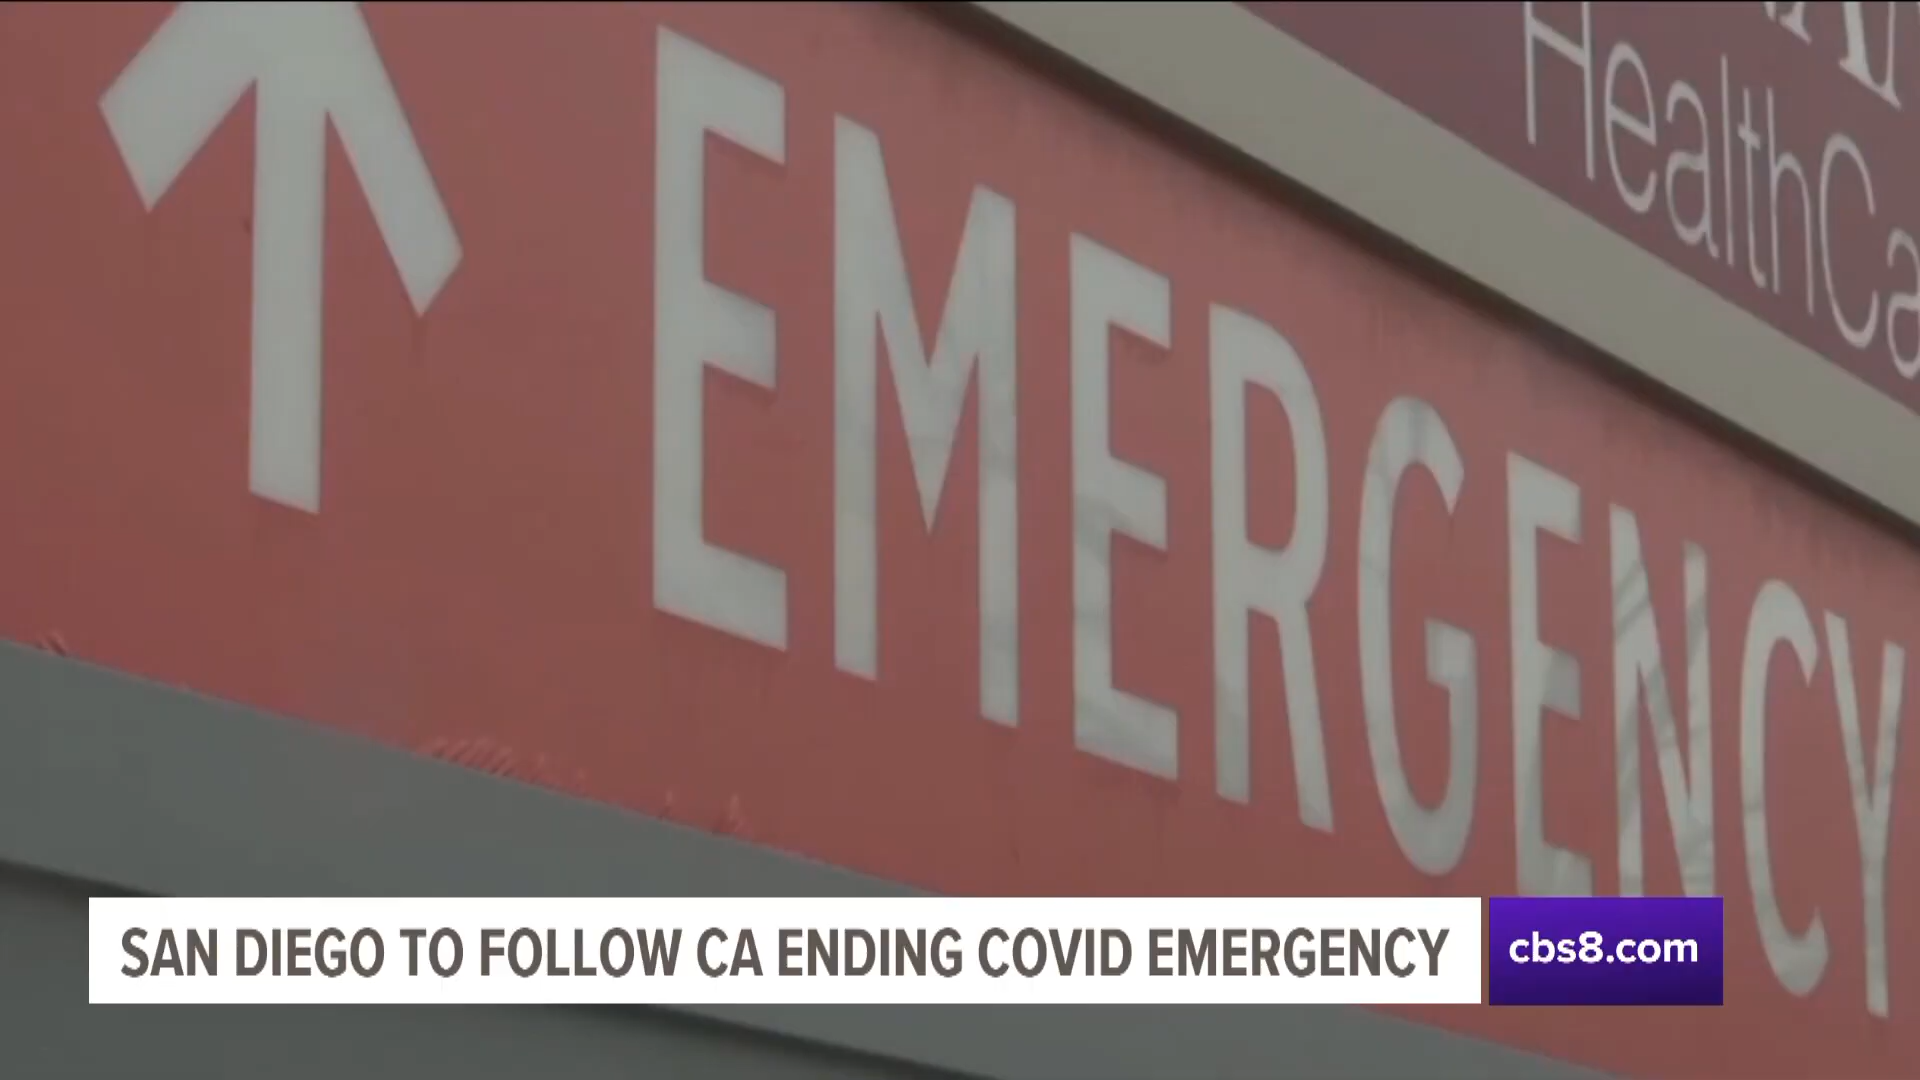 HealthCa
EMERGENCY
SAN DIEGO TO FOLLOW CA ENDING COVID EMERGENCY
cbs8.com